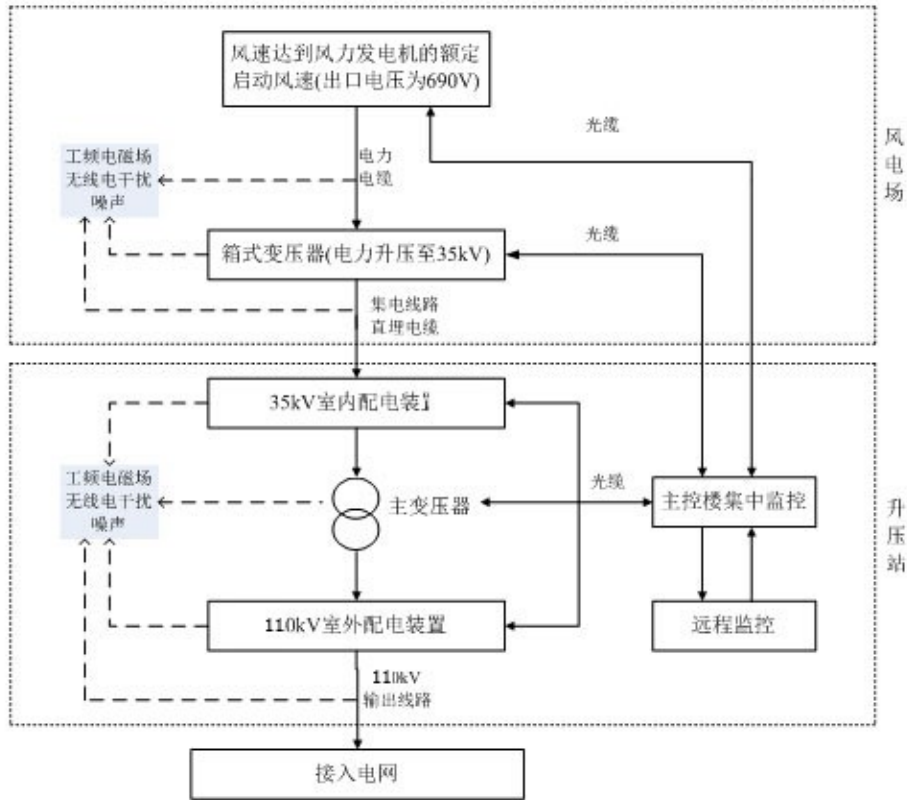 风速达到风力发电机的额定
启动风速(出口电压为690V)
光缆
风电场
工频电磁场
无线电干扰
噪声
电力
电缆
光缆
箱式变压器(电力升压至35kV)
集电线路
直埋电缆
35kV室内配电装
工频电磁场
无线电干扰
噪声
主变压器
光缆
主控楼集中监控
升压站
110kV室外配电装置
远程监控
110kV
输出线路
接入电网